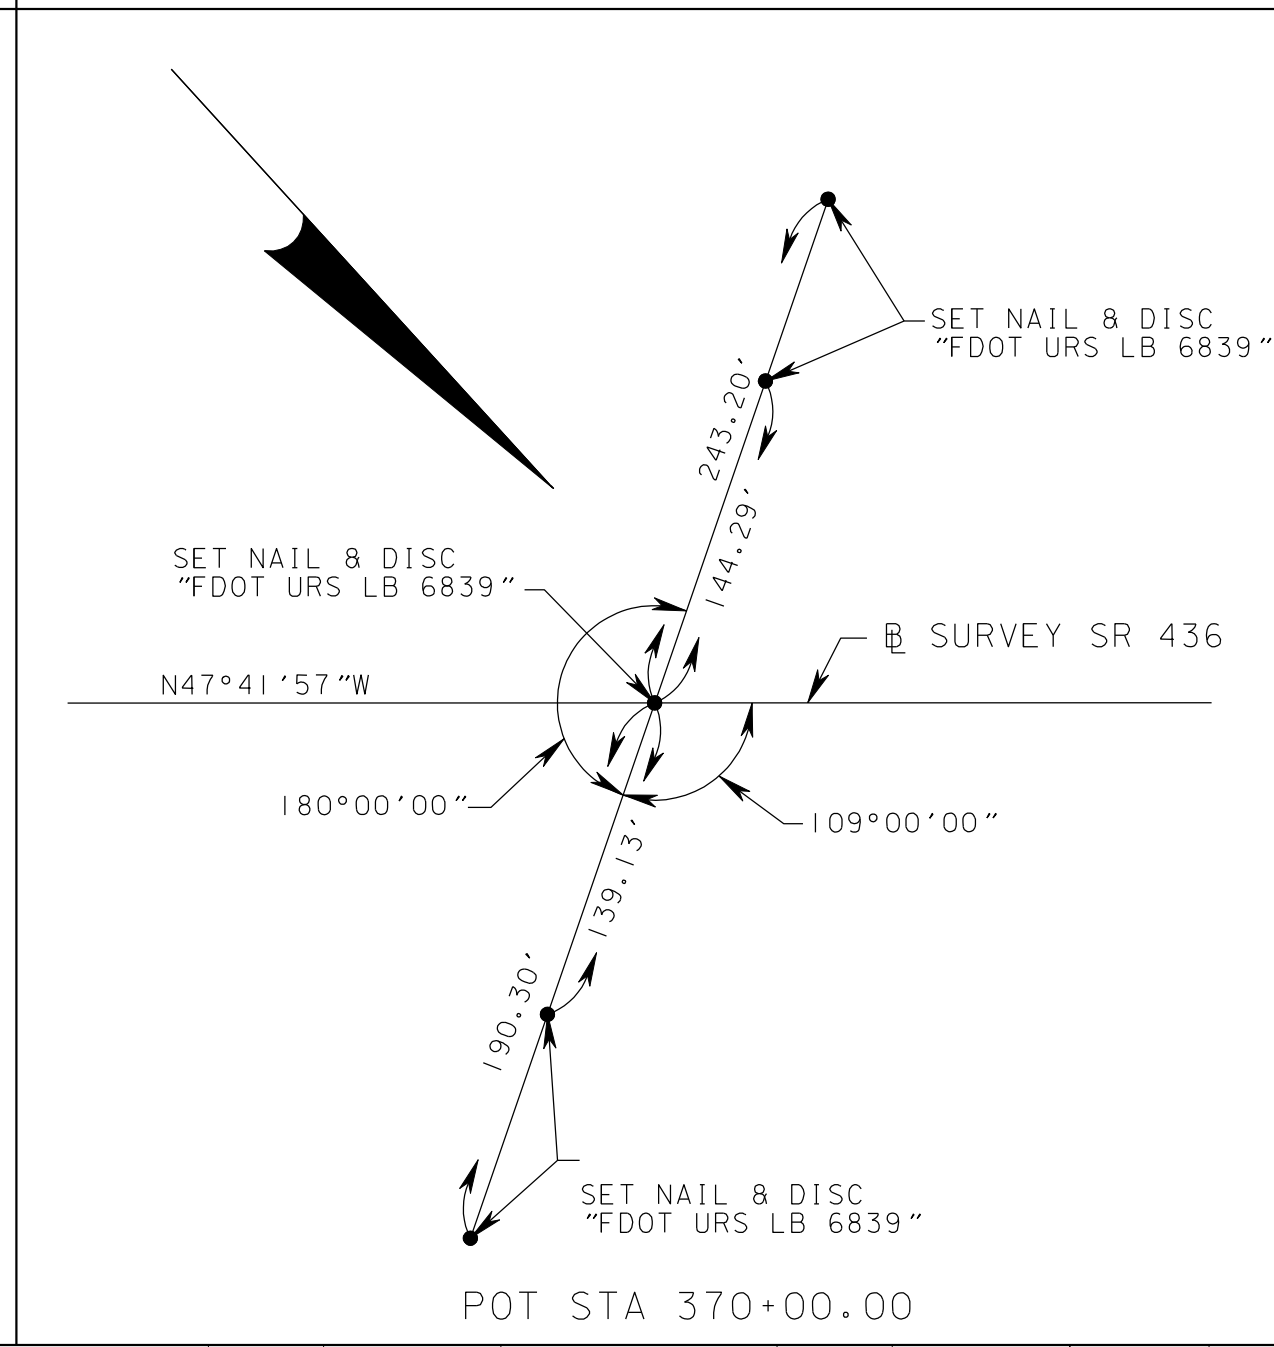 SET NAIL & DISC
"FDOT URS LB 6839"
243.20'
144.29'
SET NAIL & DISC
"FDOT URS LB 6839"
BL SURVEY SR 436
N47°41'57"W
180°00'00"
109°00'00"
139.13'
190.30'
SET NAIL & DISC
"FDOT URS LB 6839"
POT STA 370+00.00